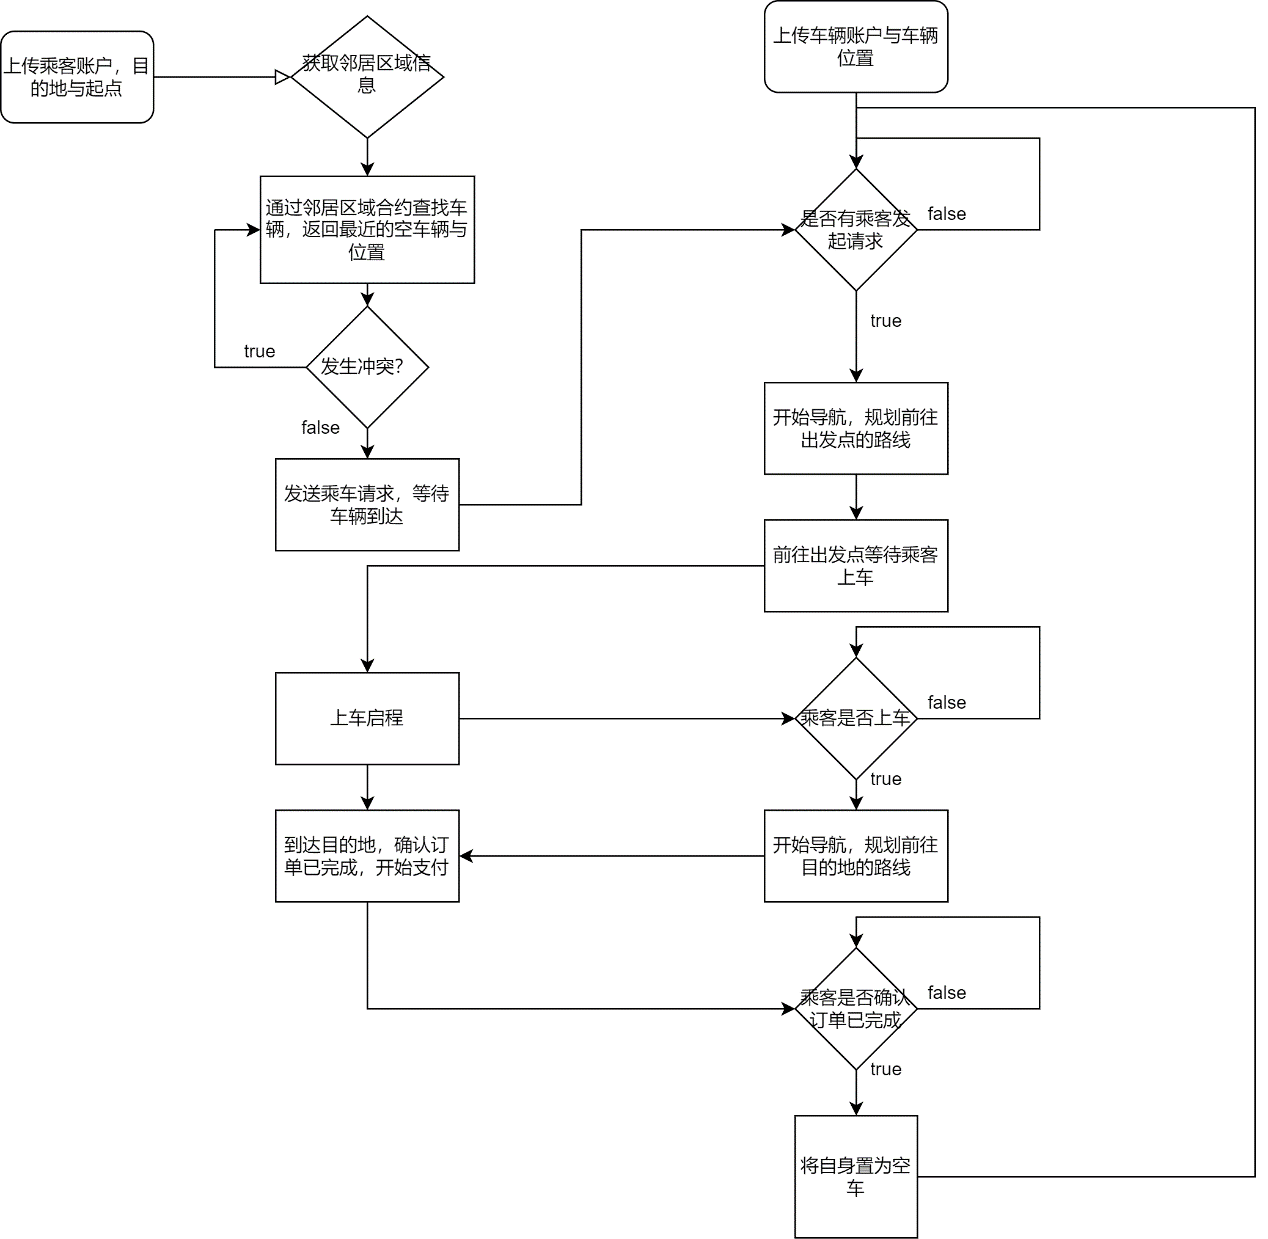 上传乘客账户，目
的地与起点
获取邻居区域信
息
通过邻居区域合约查找车
辆，返回最近的空车辆与
位置
发生冲突？
true
false
发送乘车请求，等待
车辆到达
上车启程
到达目的地，确认订
单已完成，开始支付
上传车辆账户与车辆
位置
是否有乘客发
起请求
false
true
开始导航，规划前往
出发点的路线
前往出发点等待乘客
上车
乘客是否上车
false
true
开始导航，规划前往
目的地的路线
乘客是否确认
订单已完成
false
true
将自身置为空
车